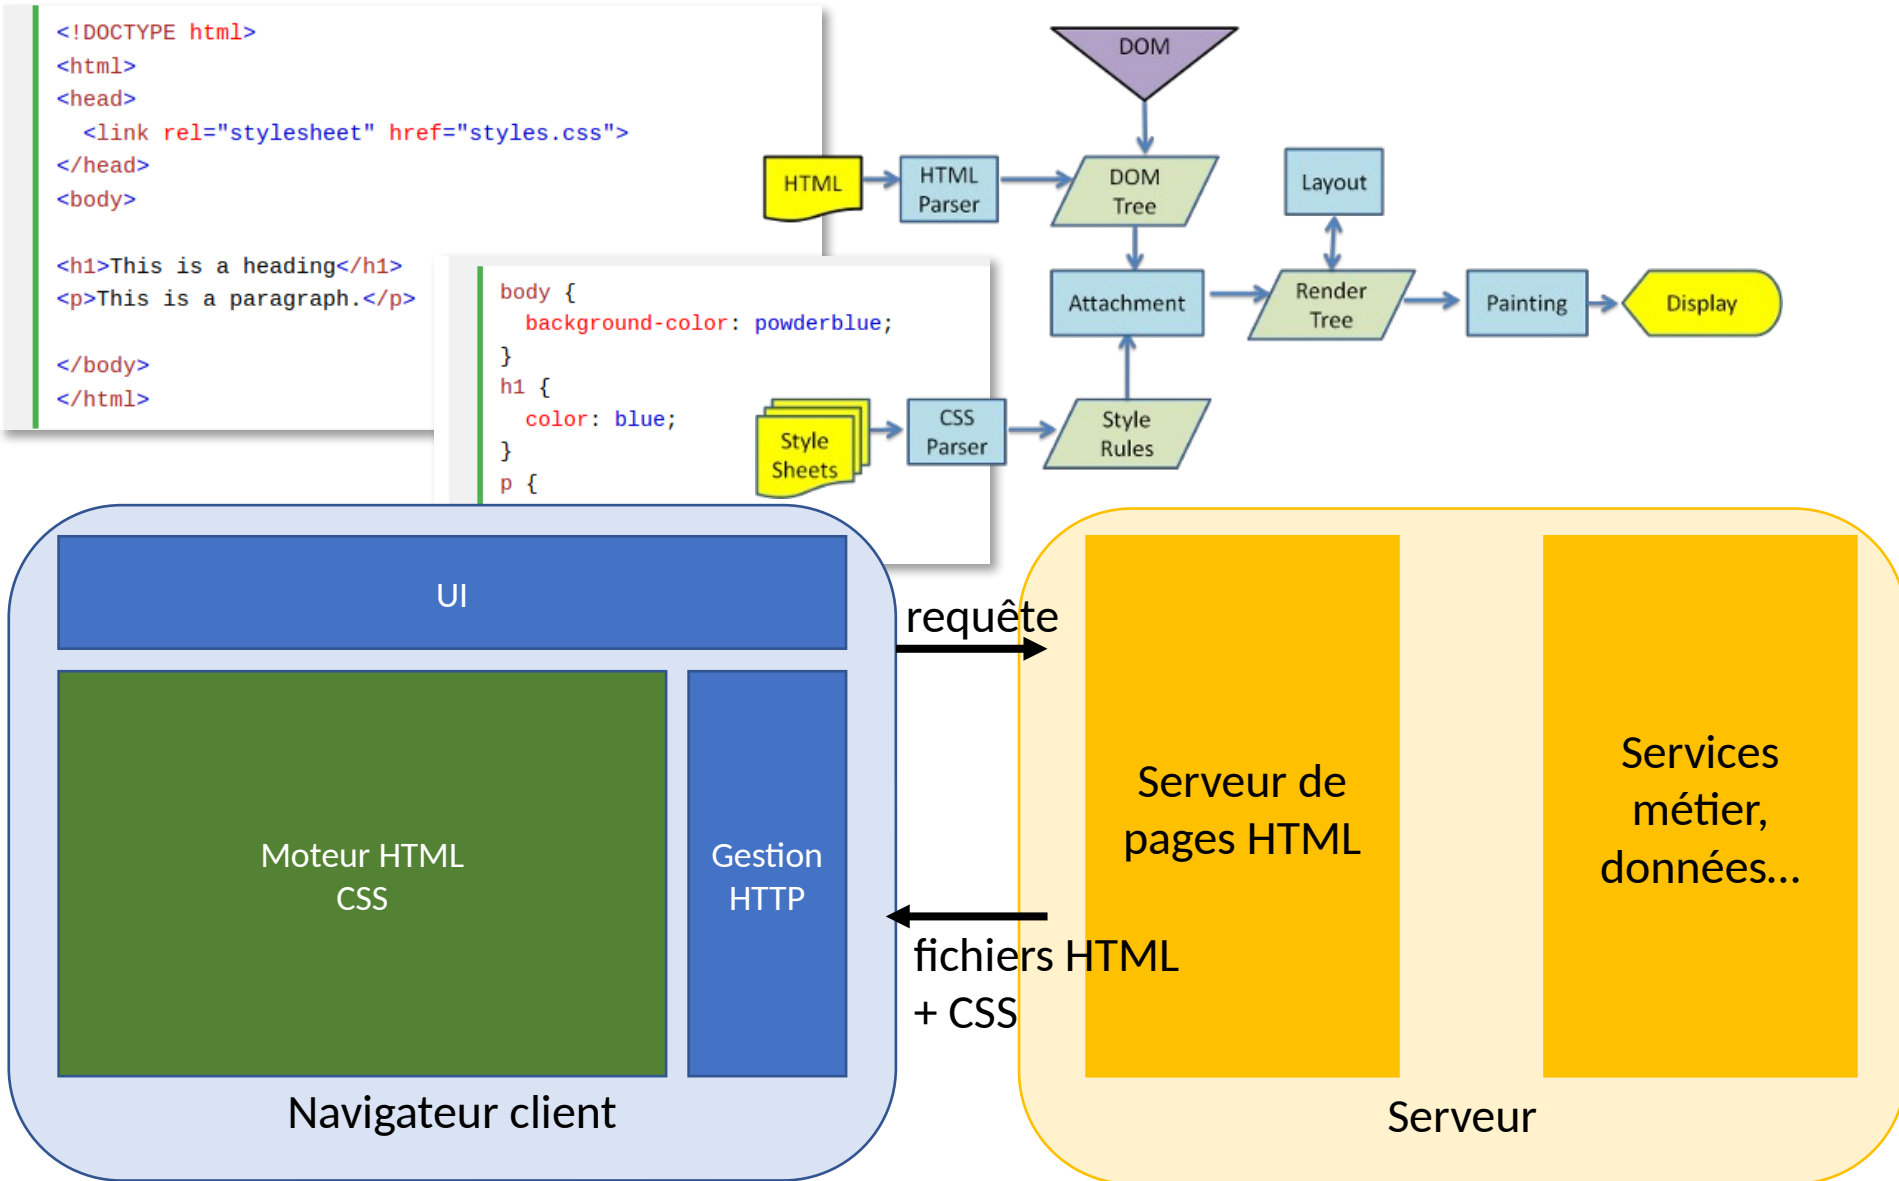 <!DOCTYPE html>
<html>
<head>
  <link rel="stylesheet" href="styles.css">
</head>
<body>
<h1>This is a heading</h1>
<p>This is a paragraph.</p>
</body>
</html>
body {
  background-color: powderblue;
}
h1 {
  color: blue;
}
p {
DOM
HTML
HTML
Parser
DOM
Tree
Layout
Attachment
Render
Tree
Painting
Display
Style
Sheets
CSS
Parser
Style
Rules
UI
Moteur HTML
CSS
Gestion
HTTP
Navigateur client
requête
fichiers HTML
+ CSS
Serveur de
pages HTML
Services
métier,
données...
Serveur